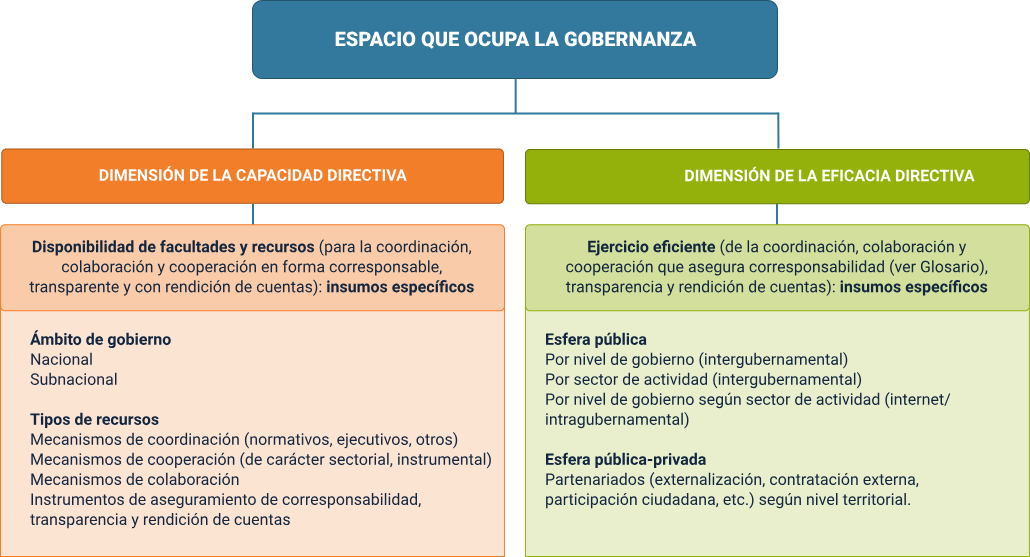 ESPACIO QUE OCUPA LA GOBERNANZA
DIMENSIÓN DE LA CAPACIDAD DIRECTIVA
Disponibilidad de facultades y recursos (para la coordinación,
colaboración y cooperación en forma corresponsable,
transparente y con rendición de cuentas): insumos específicos
Ámbito de gobierno
Nacional
Subnacional
Tipos de recursos
Mecanismos de coordinación (normativos, ejecutivos, otros)
Mecanismos de cooperación (de carácter sectorial, instrumental)
Mecanismos de colaboración
Instrumentos de aseguramiento de corresponsabilidad,
transparencia y rendición de cuentas
DIMENSIÓN DE LA EFICACIA DIRECTIVA
Ejercicio eficiente (de la coordinación, colaboración y
cooperación que asegura corresponsabilidad (ver Glosario),
transparencia y rendición de cuentas): insumos específicos
Esfera pública
Por nivel de gobierno (intergubernamental)
Por sector de actividad (intergubernamental)
Por nivel de gobierno según sector de actividad (internet/
intragubernamental)
Esfera pública-privada
Partenariados (externalización, contratación externa,
participación ciudadana, etc.) según nivel territorial.